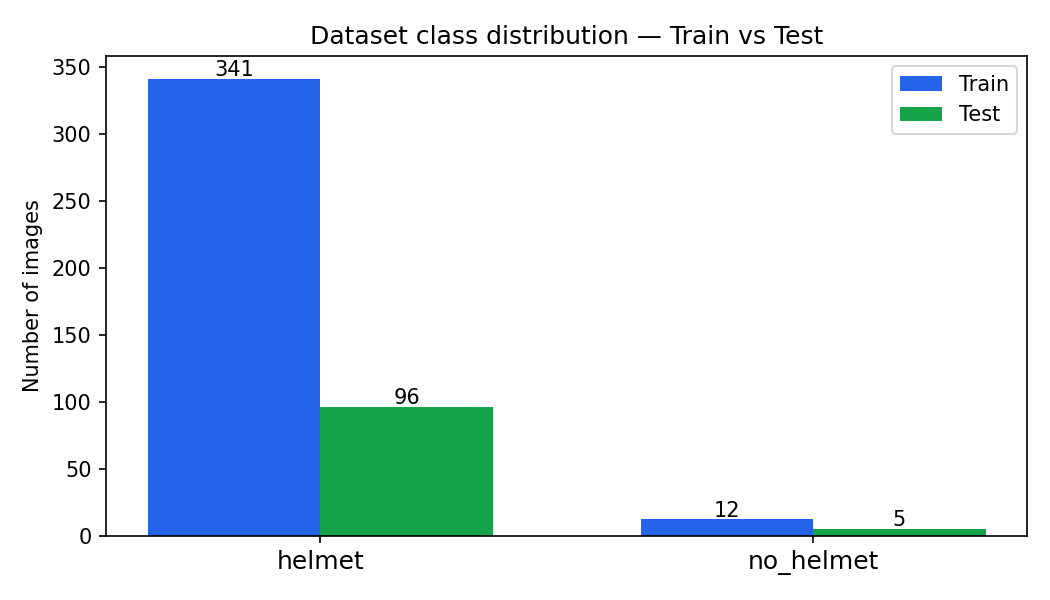 Dataset class distribution — Train vs Test
Number of images
350
300
250
200
150
100
50
0
341
96
12
5
helmet
no_helmet
Train
Test